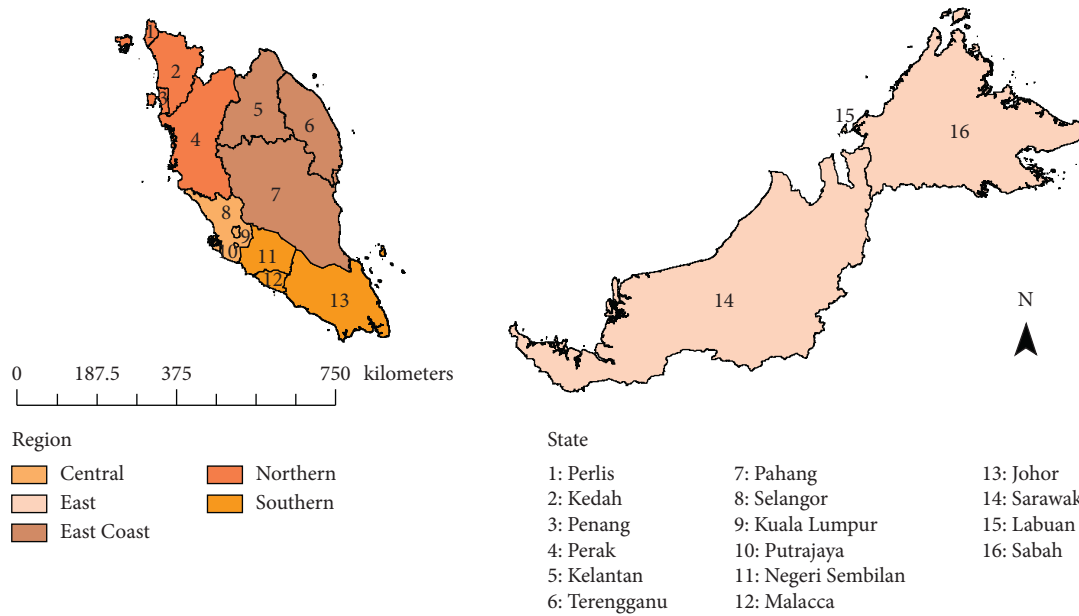 1
2
3
4
5
6
7
8
9
10
11
12
13
14
15
16
N
0 187.5 375 750 kilometers
Region
Central
East
East Coast
Northern
Southern
State
1: Perlis
2: Kedah
3: Penang
4: Perak
5: Kelantan
6: Terengganu
7: Pahang
8: Selangor
9: Kuala Lumpur
10: Putrajaya
11: Negeri Sembilan
12: Malacca
13: Johor
14: Sarawak
15: Labuan
16: Sabah